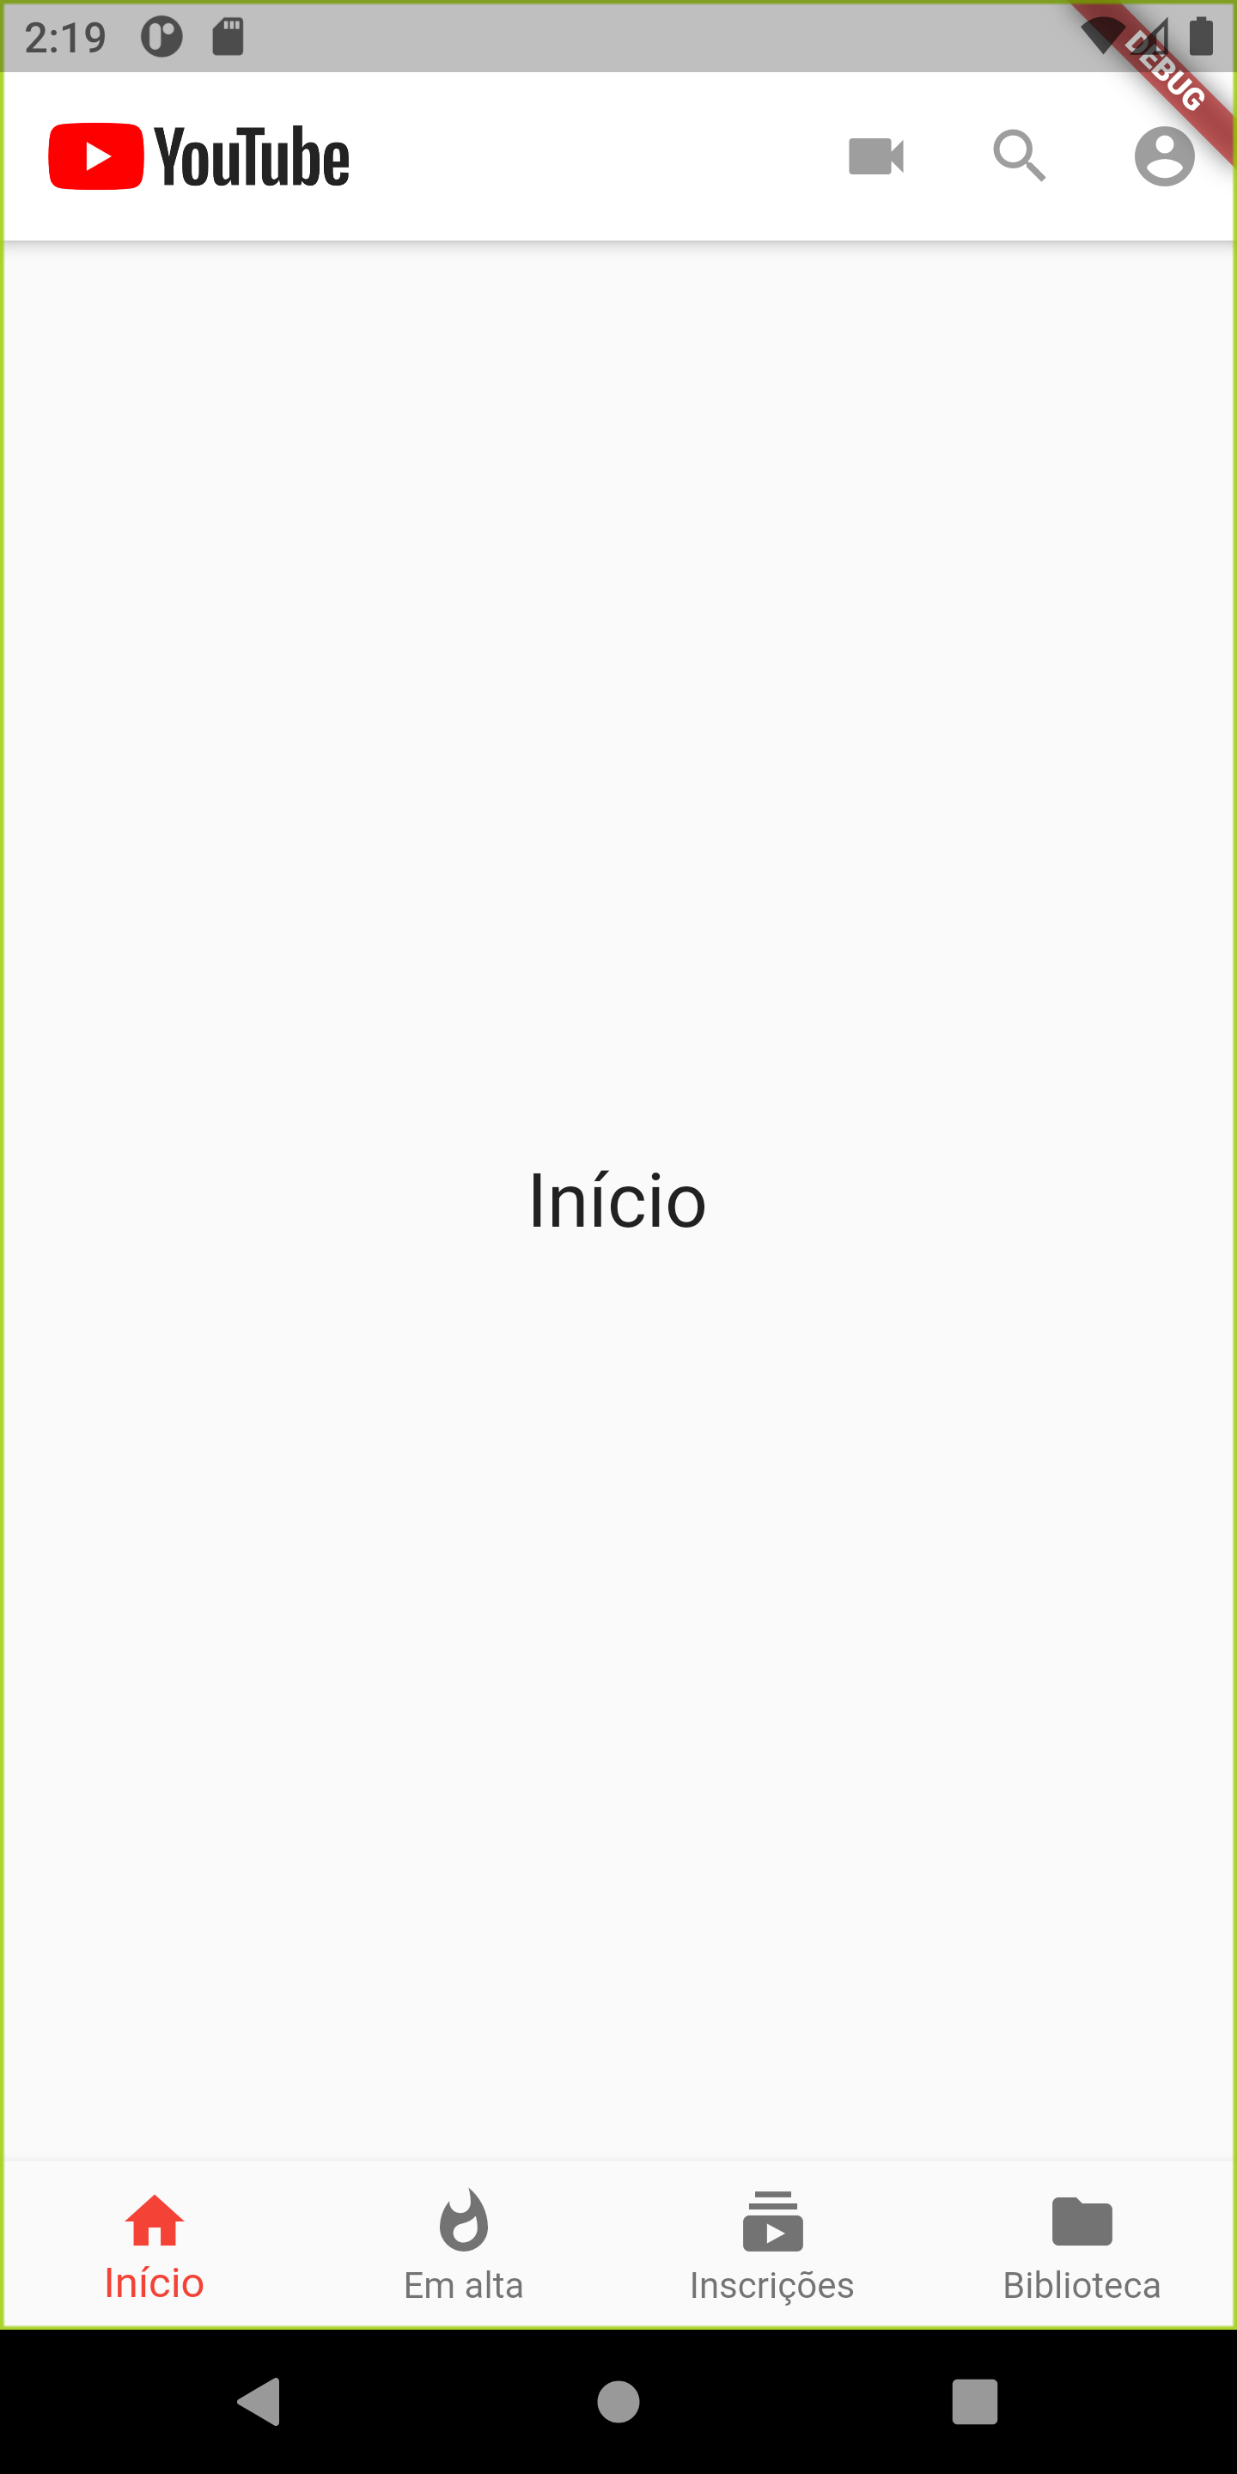 2:19
DEBUG
YouTube
Início
Início
Em alta
Inscrições
Biblioteca